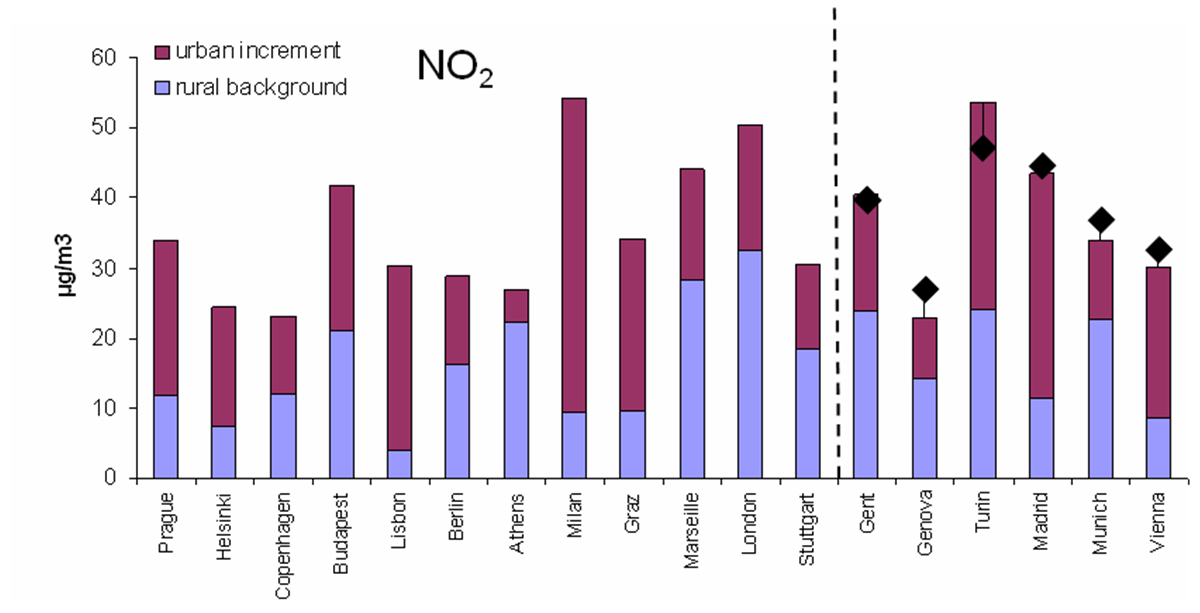 urban increment
rural background
NO₂
µg/m3
60
50
40
30
20
10
0
Prague
Helsinki
Copenhagen
Budapest
Lisbon
Berlin
Athens
Milan
Graz
Marseille
London
Stuttgart
Gent
Genova
Turin
Madrid
Munich
Vienna